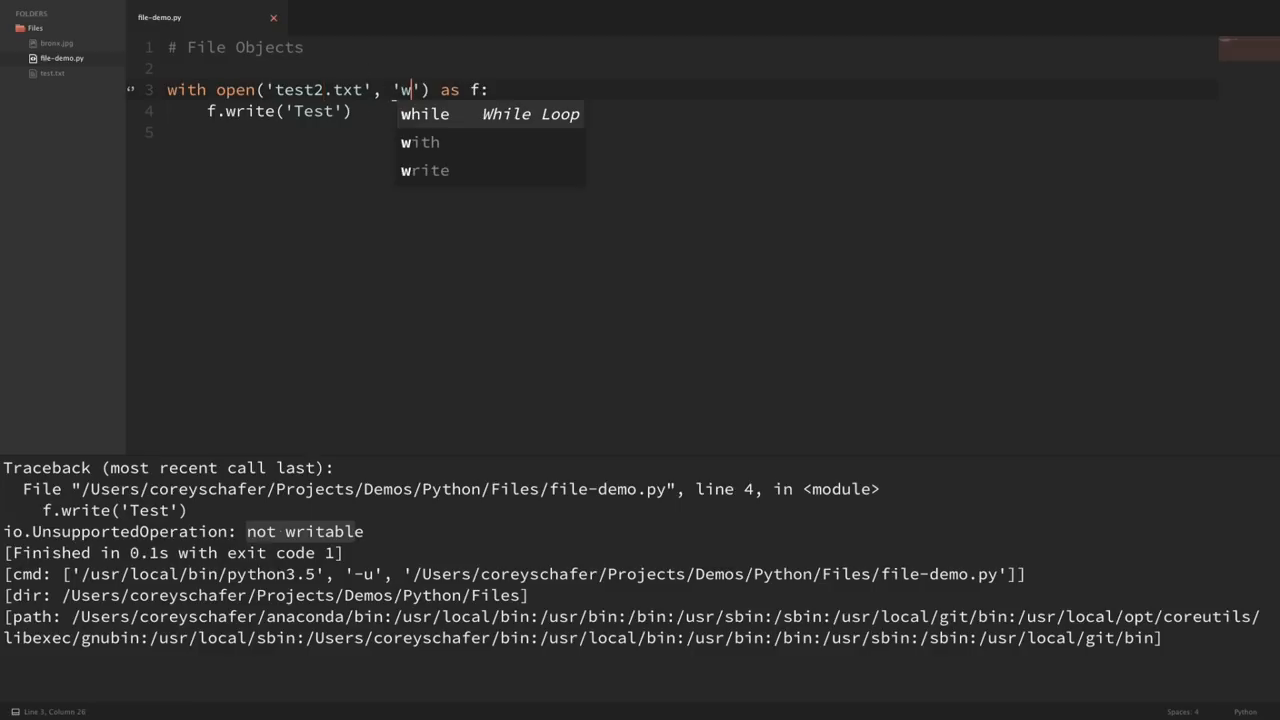 FOLDERS
Files
bronx.jpg
file-demo.py
test.txt
file-demo.py ×
1 # File Objects
2
3 with open('test2.txt', 'w') as f:
4 f.write('Test')
5
while While Loop
with
write
Traceback (most recent call last):
File "/Users/coreyschafer/Projects/Demos/Python/Files/file-demo.py", line 4, in <module>
f.write('Test')
io.UnsupportedOperation: not writable
[Finished in 0.1s with exit code 1]
[cmd: ['/usr/local/bin/python3.5', '-u', '/Users/coreyschafer/Projects/Demos/Python/Files/file-demo.py']]
[dir: /Users/coreyschafer/Projects/Demos/Python/Files]
[path: /Users/coreyschafer/anaconda/bin:/usr/local/bin:/usr/bin:/bin:/usr/sbin:/sbin:/usr/local/git/bin:/usr/local/opt/coreutils/
libexec/gnubin:/usr/local/sbin:/Users/coreyschafer/bin:/usr/local/bin:/usr/bin:/bin:/usr/sbin:/sbin:/usr/local/git/bin]
Line 3, Column 26
Spaces: 4
Python